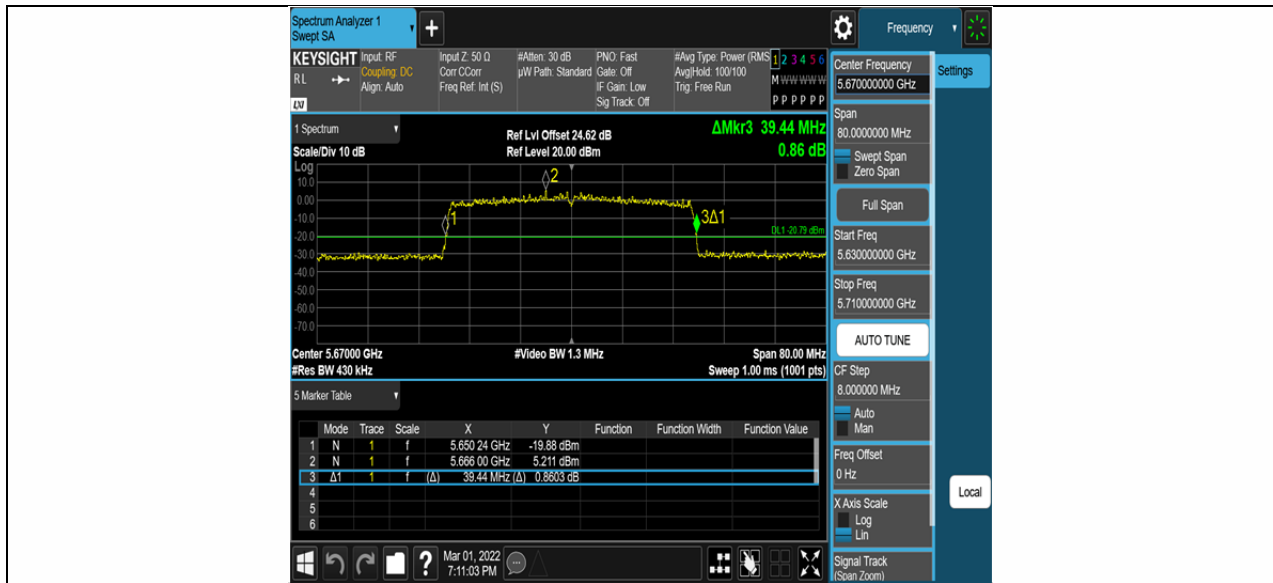 Spectrum Analyzer 1
Swept SA
+
Frequency
KEYSIGHT
RL
LXI
Input: RF
Coupling: DC
Align: Auto
Input Z: 50 Ω
Corr CCorr
Freq Ref: Int (S)
#Atten: 30 dB
µW Path: Standard
PNO: Fast
Gate: Off
IF Gain: Low
Sig Track: Off
#Avg Type: Power (RMS
Avg|Hold: 100/100
Trig: Free Run
1 2 3 4 5 6
M W W W W W
P P P P P P
1 Spectrum
Scale/Div 10 dB
Ref Lvl Offset 24.62 dB
Ref Level 20.00 dBm
ΔMkr3 39.44 MHz
0.86 dB
Log
10.0
0.00
-10.0
-20.0
-30.0
-40.0
-50.0
-60.0
-70.0
1
2
3Δ1
DL1 -20.79 dBm
Center 5.67000 GHz
#Video BW 1.3 MHz
Span 80.00 MHz
#Res BW 430 kHz
Sweep 1.00 ms (1001 pts)
5 Marker Table
Mode Trace Scale X Y Function Function Width Function Value
1 N 1 f 5.650 24 GHz -19.88 dBm
2 N 1 f 5.666 00 GHz 5.211 dBm
3 Δ1 1 f (Δ) 39.44 MHz (Δ) 0.8603 dB
4
5
6
?
Mar 01, 2022
7:11:03 PM
Center Frequency
5.670000000 GHz
Settings
Span
80.0000000 MHz
Swept Span
Zero Span
Full Span
Start Freq
5.630000000 GHz
Stop Freq
5.710000000 GHz
AUTO TUNE
CF Step
8.000000 MHz
Auto
Man
Freq Offset
0 Hz
X Axis Scale
Log
Lin
Signal Track
(Span Zoom)
Local